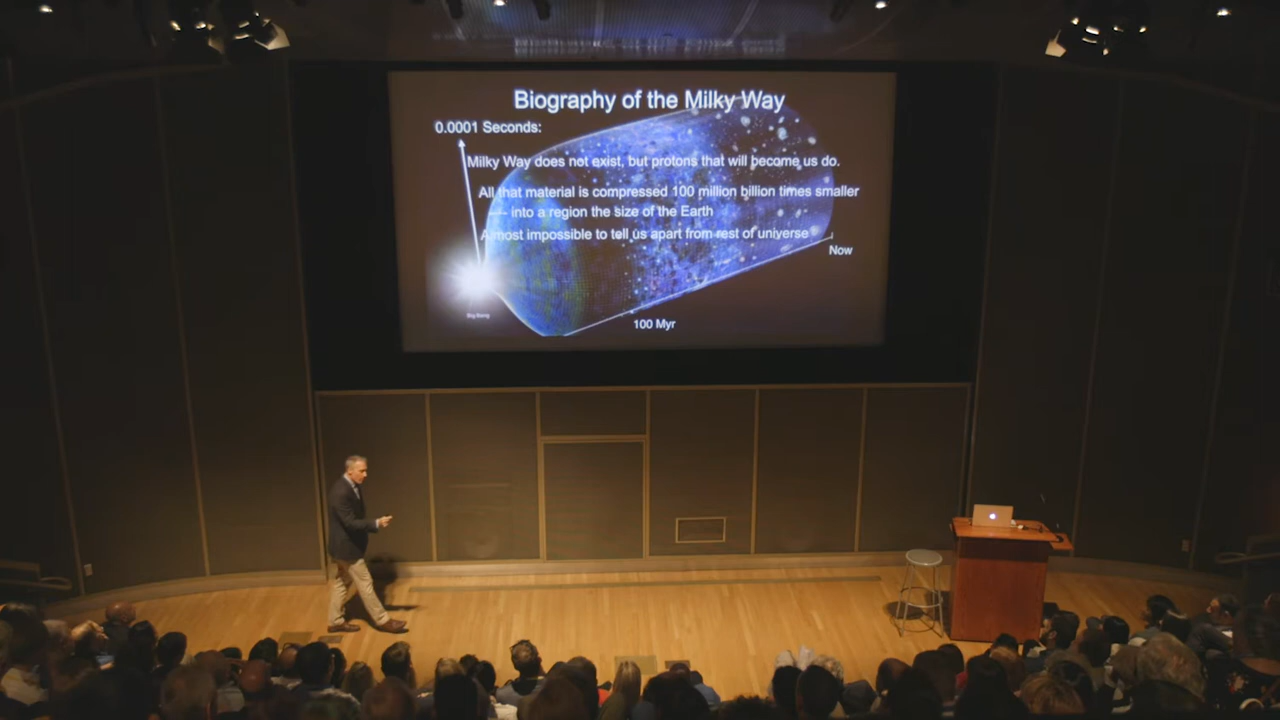 Biography of the Milky Way
0.0001 Seconds:
Milky Way does not exist, but protons that will become us do.
All that material is compressed 100 million billion times smaller
— into a region the size of the Earth
Almost impossible to tell us apart from rest of universe
Now
Big Bang
100 Myr